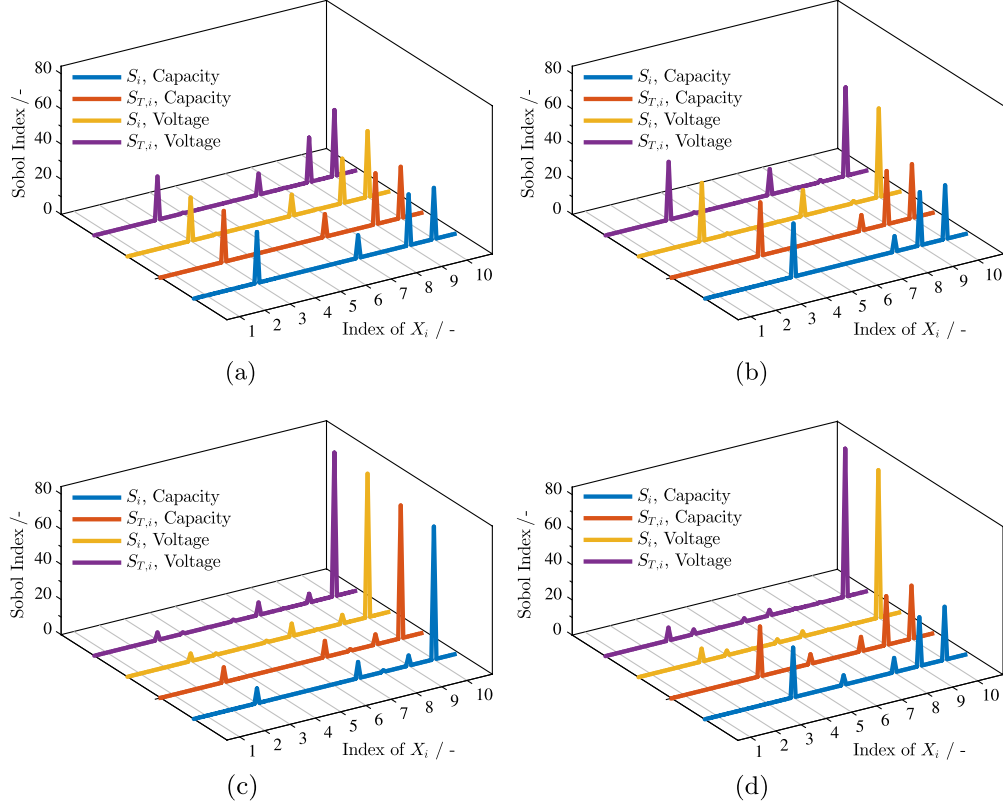 80
60
40
20
0
Sobol Index /-
S_i, Capacity
S_{T,i}, Capacity
S_i, Voltage
S_{T,i}, Voltage
1 2 3 4 5 6 7 8 9 10
Index of X_i / -
(a)
80
60
40
20
0
Sobol Index /-
S_i, Capacity
S_{T,i}, Capacity
S_i, Voltage
S_{T,i}, Voltage
1 2 3 4 5 6 7 8 9 10
Index of X_i / -
(b)
80
60
40
20
0
Sobol Index /-
S_i, Capacity
S_{T,i}, Capacity
S_i, Voltage
S_{T,i}, Voltage
1 2 3 4 5 6 7 8 9 10
Index of X_i / -
(c)
80
60
40
20
0
Sobol Index /-
S_i, Capacity
S_{T,i}, Capacity
S_i, Voltage
S_{T,i}, Voltage
1 2 3 4 5 6 7 8 9 10
Index of X_i / -
(d)